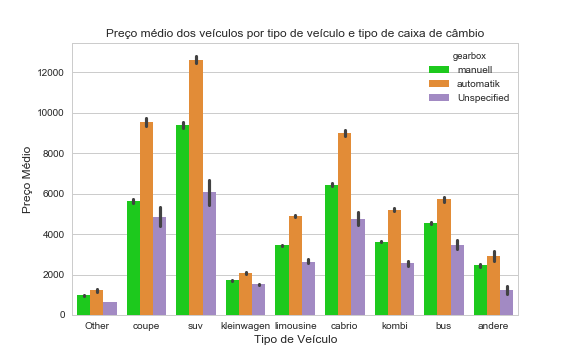 Preço médio dos veículos por tipo de veículo e tipo de caixa de câmbio
gearbox
manuell
automatik
Unspecified
Preço Médio
12000
10000
8000
6000
4000
2000
0
Other coupe suv kleinwagen limousine cabrio kombi bus andere
Tipo de Veículo